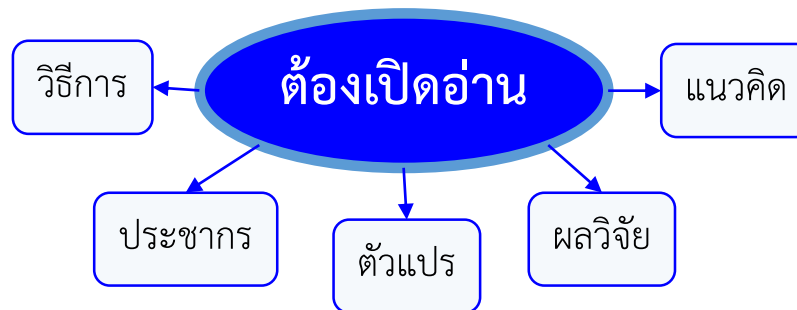 ต้องเปิดอ่าน
วิธีการ
แนวคิด
ประชากร
ตัวแปร
ผลวิจัย